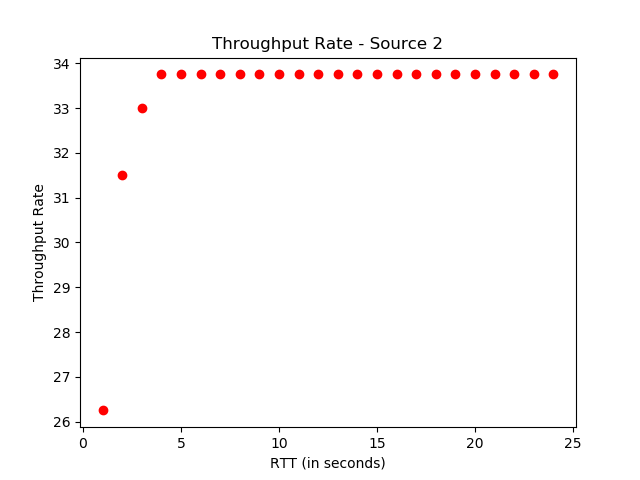 Throughput Rate - Source 2
34
33
32
31
30
29
28
27
26
Throughput Rate
0 5 10 15 20 25
RTT (in seconds)